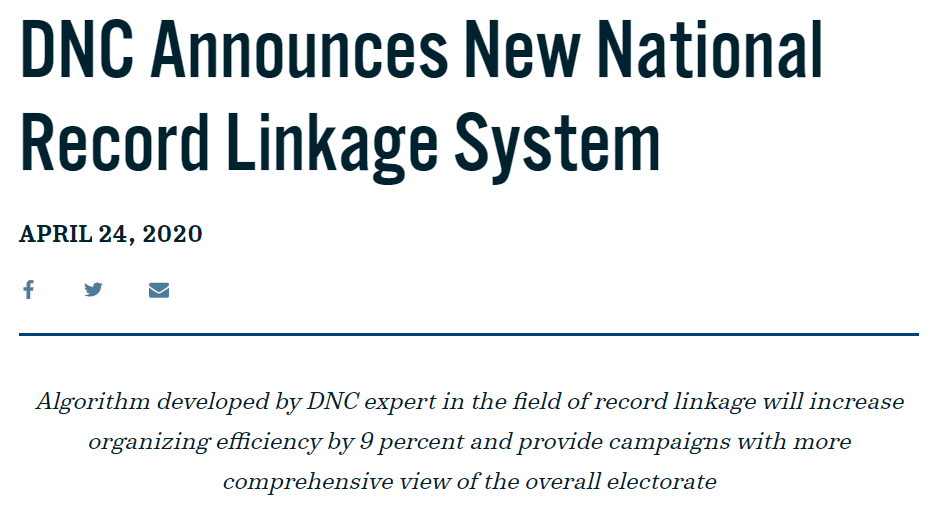 DNC Announces New National
Record Linkage System
APRIL 24, 2020
Algorithm developed by DNC expert in the field of record linkage will increase
organizing efficiency by 9 percent and provide campaigns with more
comprehensive view of the overall electorate